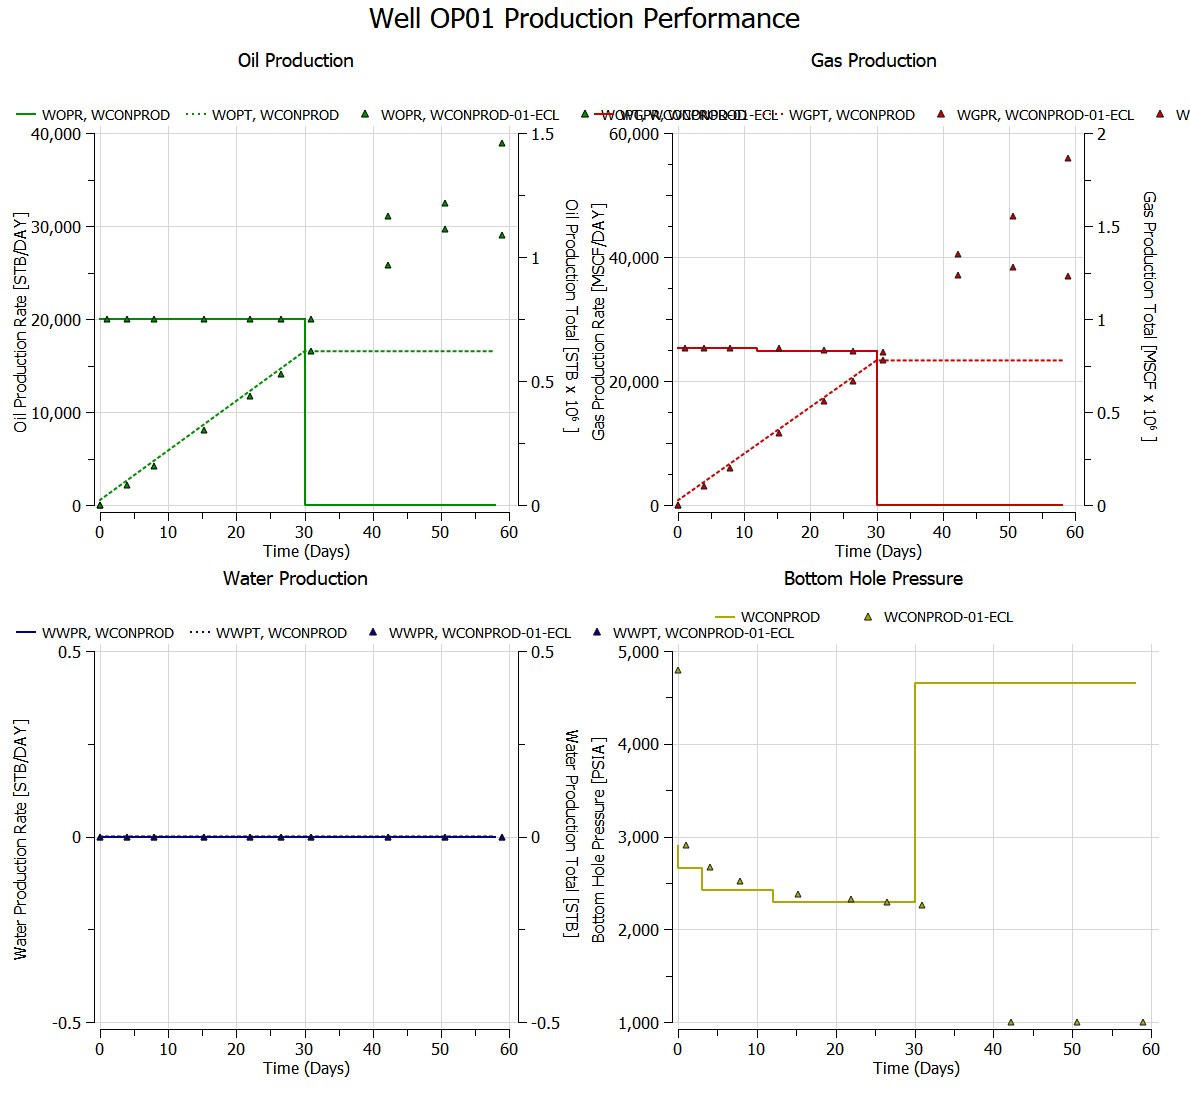 Well OP01 Production Performance
Oil Production
Gas Production
WOPR, WCONPROD
WOPT, WCONPROD
WOPR, WCONPROD-01-ECL
WOPT, WCONPROD-01-ECL
WGPR, WCONPROD
WGPT, WCONPROD
WGPR, WCONPROD-01-ECL
W
40,000
30,000
20,000
10,000
0
Oil Production Rate [STB/DAY]
1.5
1
0.5
0
Oil Production Total [STB x 10⁶ ]
0 10 20 30 40 50 60
Time (Days)
60,000
40,000
20,000
0
Gas Production Rate [MSCF/DAY]
2
1.5
1
0.5
0
Gas Production Total [MSCF x 10⁶ ]
0 10 20 30 40 50 60
Time (Days)
Water Production
Bottom Hole Pressure
WWPR, WCONPROD
WWPT, WCONPROD
WWPR, WCONPROD-01-ECL
WWPT, WCONPROD-01-ECL
WCONPROD
WCONPROD-01-ECL
0.5
0
-0.5
Water Production Rate [STB/DAY]
0.5
0
-0.5
Water Production Total [STB]
0 10 20 30 40 50 60
Time (Days)
5,000
4,000
3,000
2,000
1,000
Bottom Hole Pressure [PSIA]
0 10 20 30 40 50 60
Time (Days)